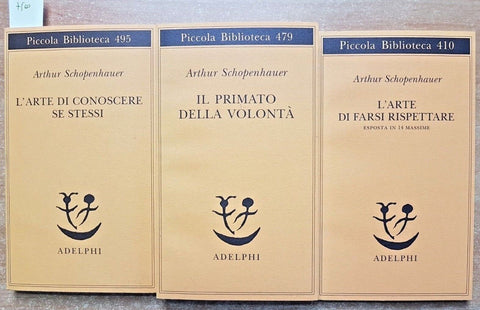 Piccola Biblioteca 495
Arthur Schopenhauer
L'ARTE DI CONOSCERE
SE STESSI
ADELPHI
Piccola Biblioteca 479
Arthur Schopenhauer
IL PRIMATO
DELLA VOLONTÀ
ADELPHI
Piccola Biblioteca 410
Arthur Schopenhauer
L'ARTE
DI FARSI RISPETTARE
ESPOSTA IN 14 MASSIME
ADELPHI